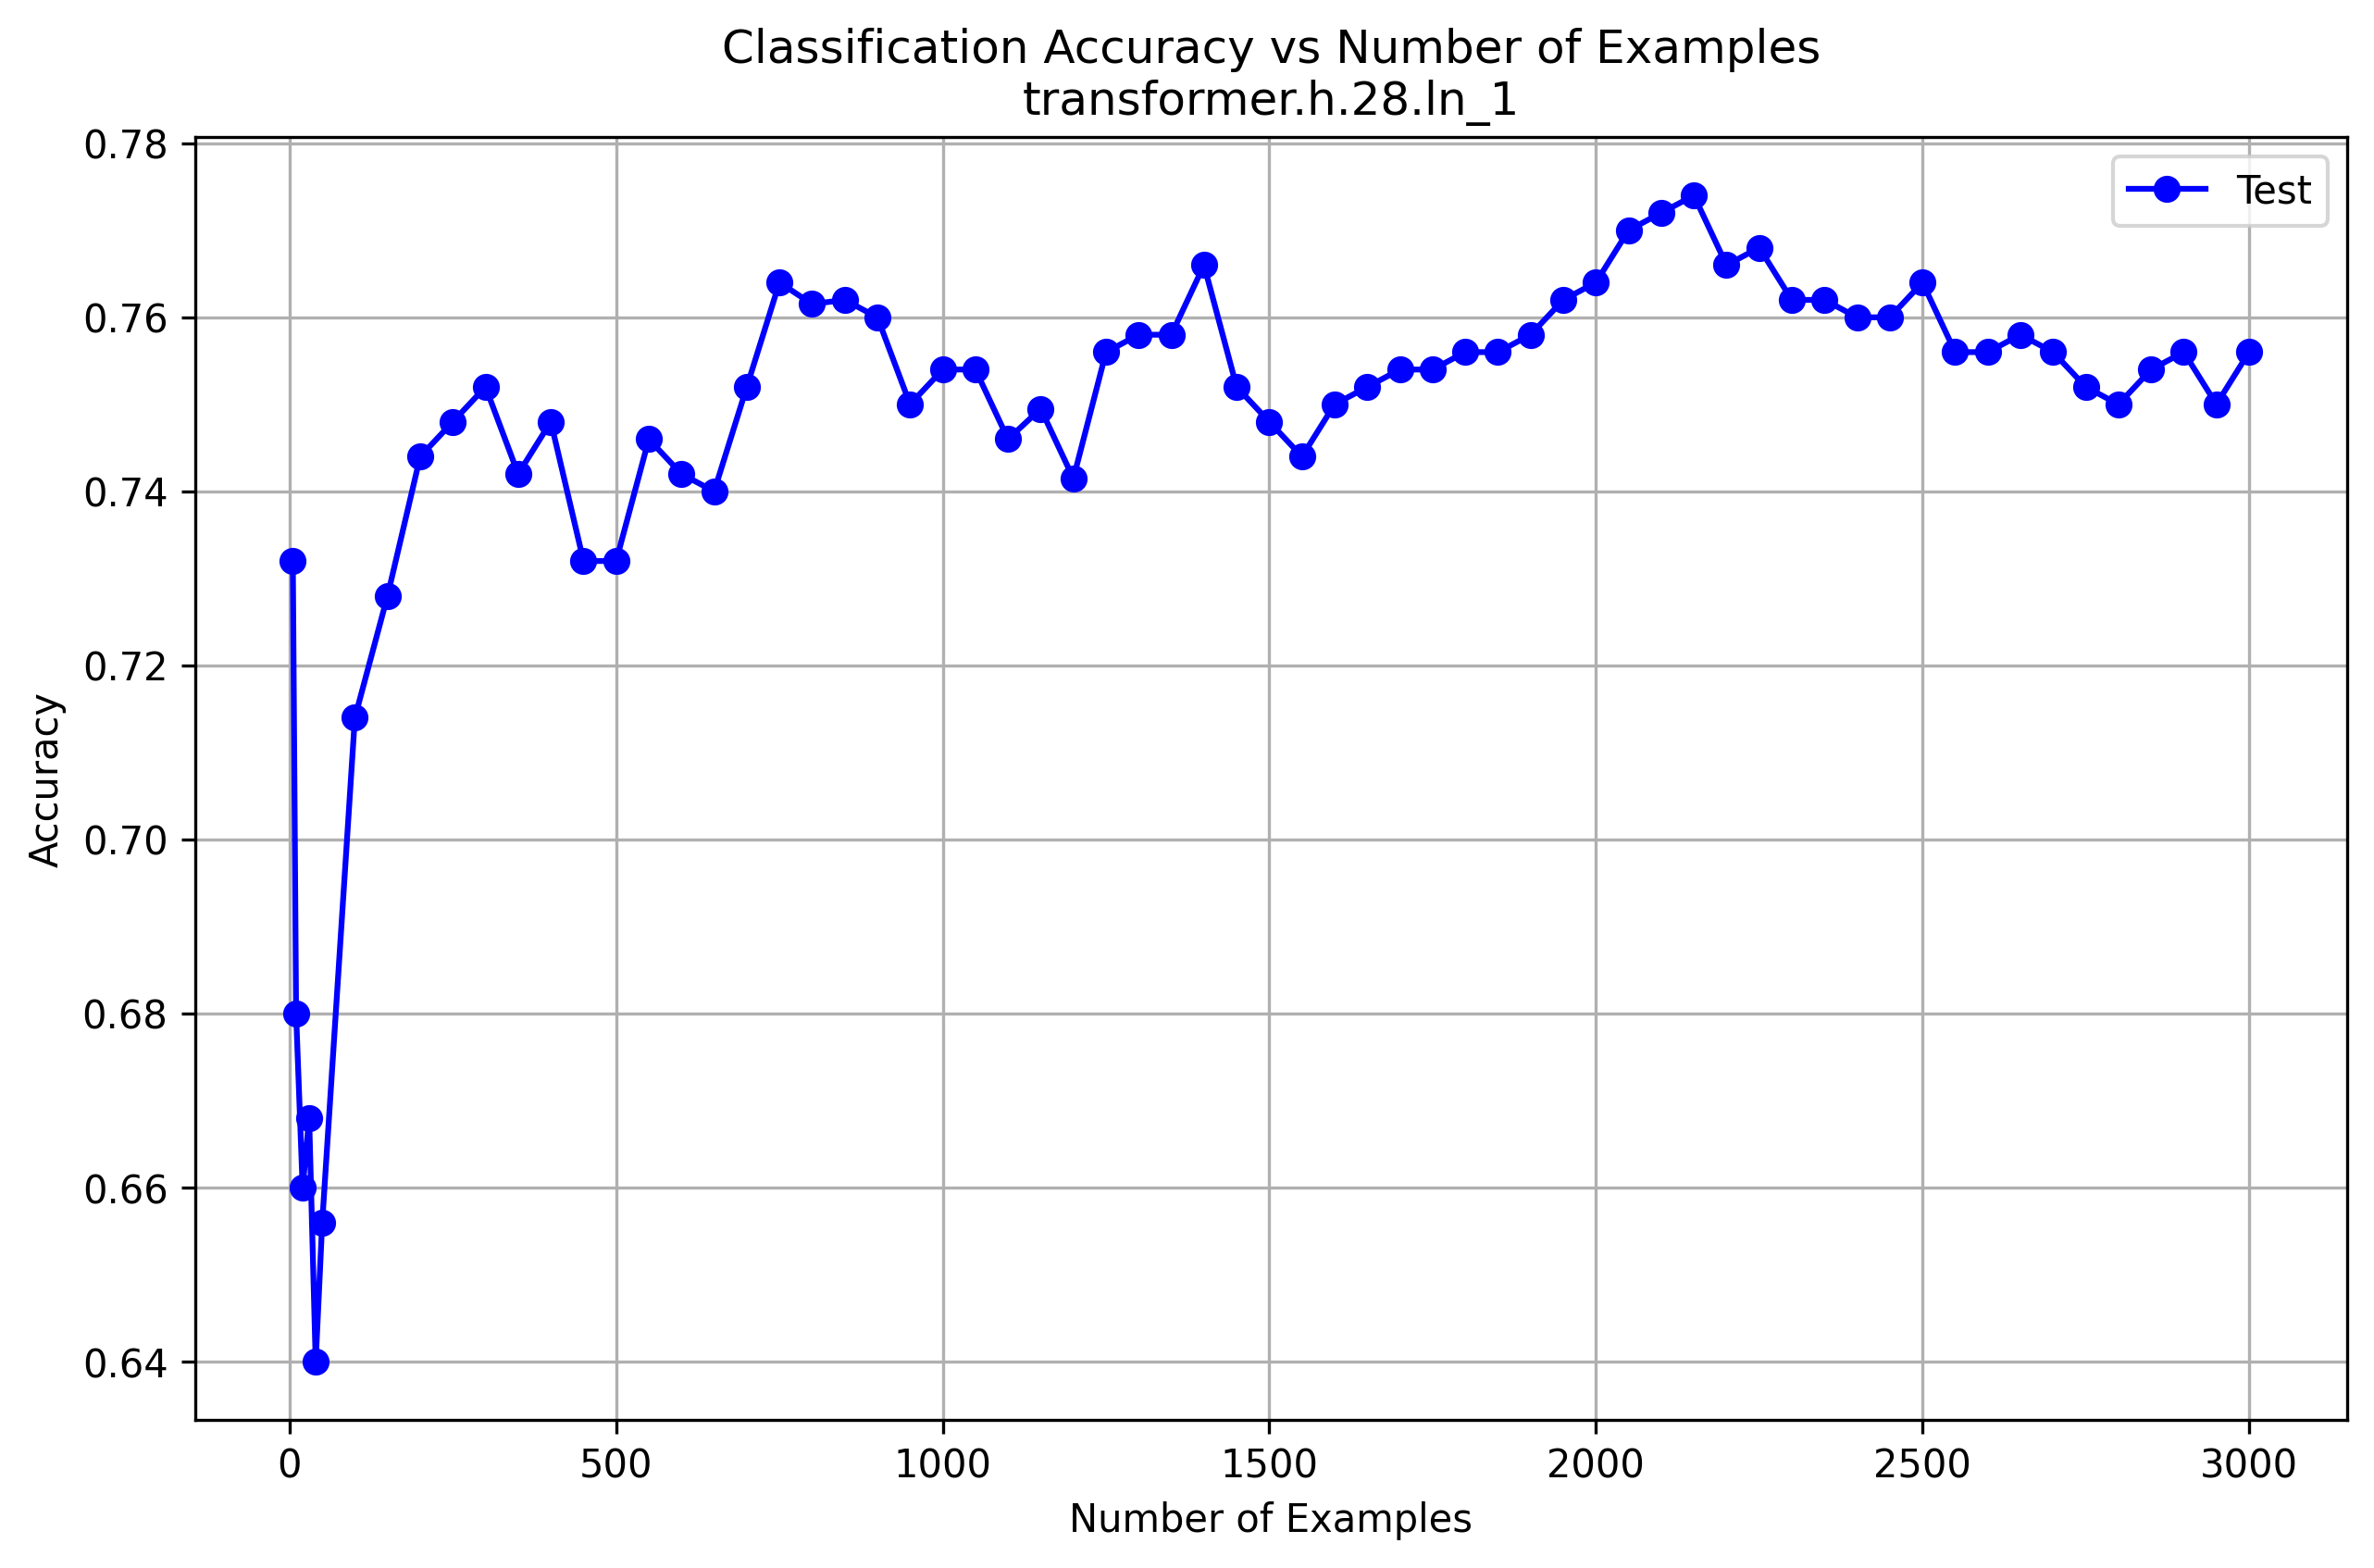 Classification Accuracy vs Number of Examples
transformer.h.28.ln_1
Test
0.78
0.76
0.74
0.72
0.70
0.68
0.66
0.64
Accuracy
0 500 1000 1500 2000 2500 3000
Number of Examples